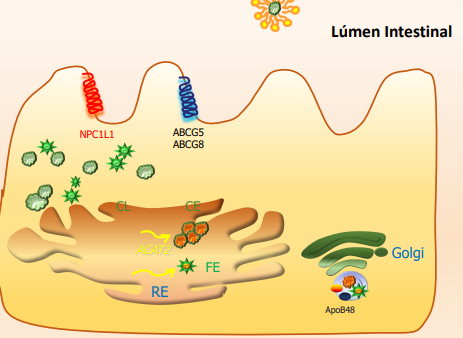 Lúmen Intestinal
NPC1L1
ABCG5
ABCG8
CL
CE
ACAT2
FE
RE
Golgi
ApoB48